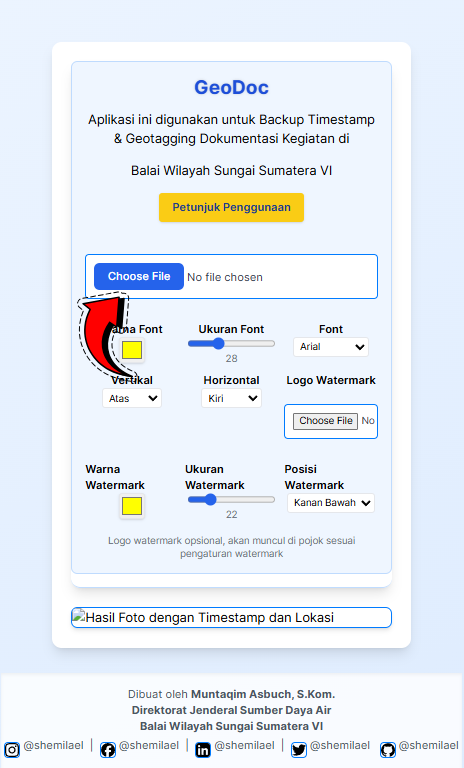 GeoDoc
Aplikasi ini digunakan untuk Backup Timestamp
& Geotagging Dokumentasi Kegiatan di
Balai Wilayah Sungai Sumatera VI
Petunjuk Penggunaan
Choose File No file chosen
Font Ukuran Font Font
28 Arial
Vertikal Horizontal Logo Watermark
Atas Kiri Choose File No
Warna Watermark Ukuran Watermark Posisi Watermark
22 Kanan Bawah
Logo watermark opsional, akan muncul di pojok sesuai
pengaturan watermark
Hasil Foto dengan Timestamp dan Lokasi
Dibuat oleh Muntaqim Asbuch, S.Kom.
Direktorat Jenderal Sumber Daya Air
Balai Wilayah Sungai Sumatera VI
@shemilael | @shemilael | @shemilael | @shemilael | @shemilael